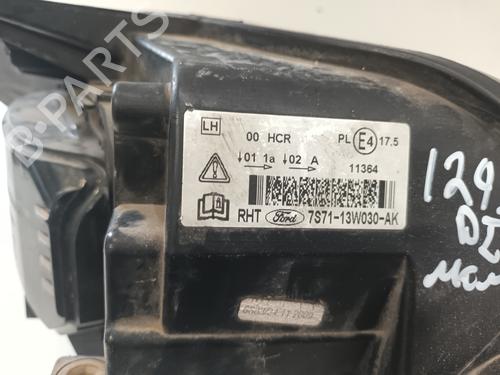 LH
00 HCR
PL E4 17.5
01 1a 02 A
11364
RHT Ford 7S71-13W030-AK
129
B-PARTS